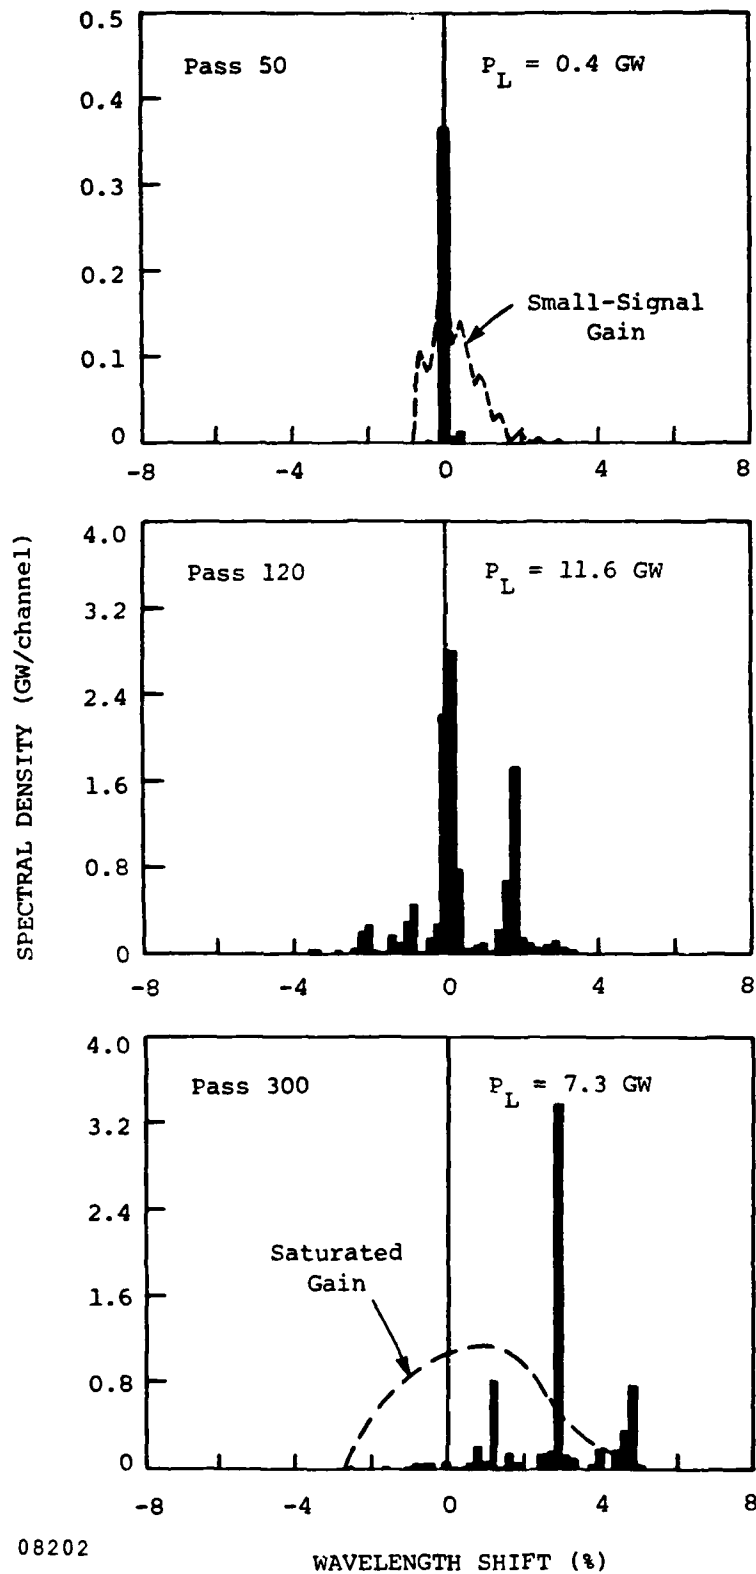 0.5
Pass 50
P_L = 0.4 GW
0.4
0.3
0.2
Small-Signal
Gain
0.1
0
-8 -4 0 4 8
SPECTRAL DENSITY (GW/channel)
4.0
Pass 120
P_L = 11.6 GW
3.2
2.4
1.6
0.8
0
-8 -4 0 4 8
4.0
Pass 300
P_L = 7.3 GW
3.2
2.4
Saturated
Gain
1.6
0.8
0
-8 -4 0 4 8
08202
WAVELENGTH SHIFT (%)